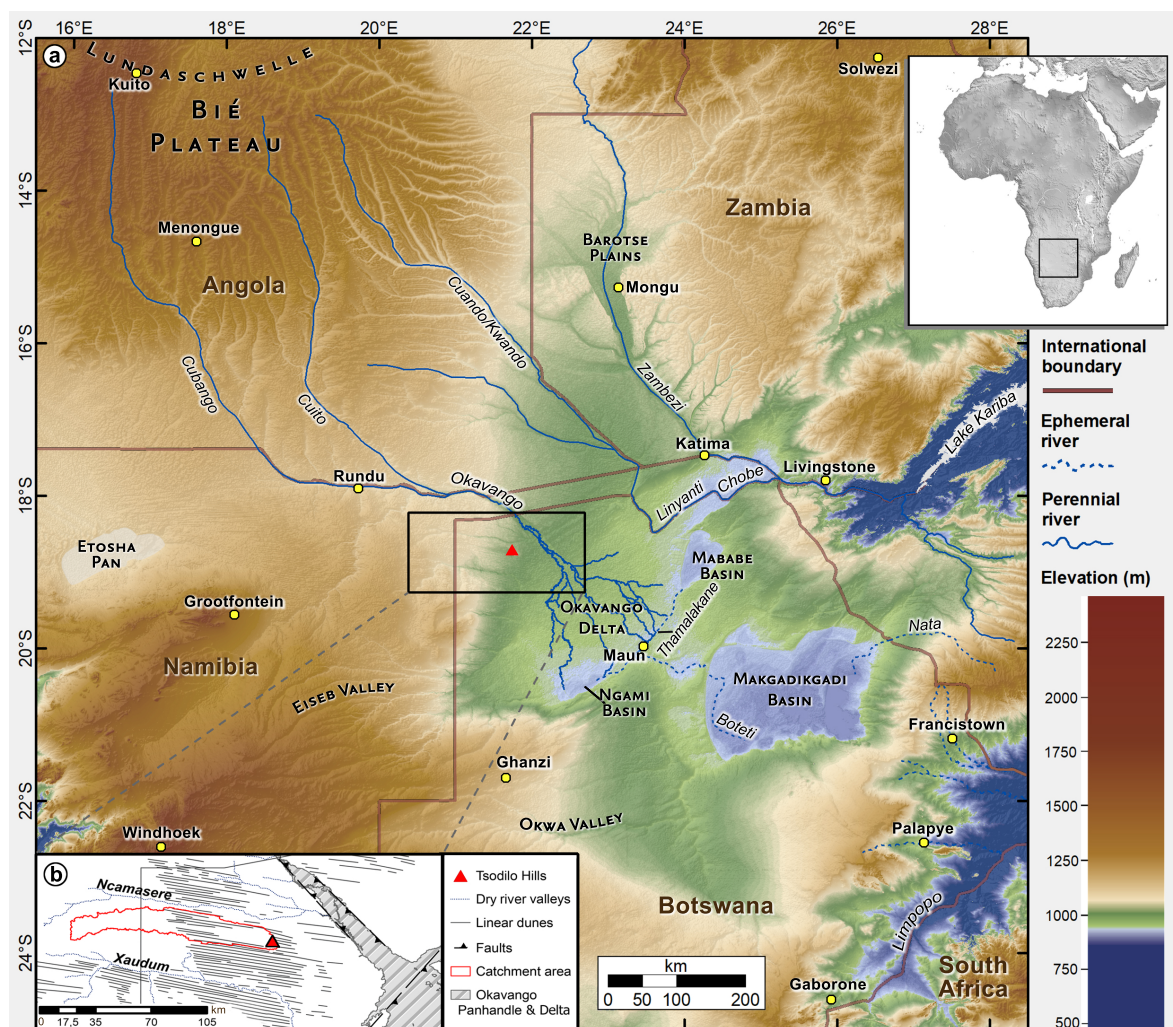 16°E 18°E 20°E 22°E 24°E 26°E 28°E
12°S
14°S
16°S
18°S
20°S
22°S
24°S
a
LUNDASCHWELLE
Kuito
BIÉ
PLATEAU
Solwezi
Menongue
Angola
Zambia
BAROTSE
PLAINS
Mongu
Cuando/Kwando
Cubango
Cuito
Zambezi
Katima
Livingstone
Lake Kariba
Rundu
Okavango
Linyanti
Chobe
ETOSHA
PAN
MABABE
BASIN
Grootfontein
OKAVANGO
DELTA
Thamalakane
Maun
Nata
Namibia
EISEB VALLEY
NGAMI
BASIN
MAKGADIKGADI
BASIN
Boteti
Francistown
Ghanzi
OKWA VALLEY
Windhoek
Palapye
Botswana
Limpopo
Gaborone
South
Africa
km
0 50 100 200
International
boundary
Ephemeral
river
Perennial
river
Elevation (m)
2250
2000
1750
1500
1250
1000
750
500
b
Ncamasere
Xaudum
km
0 17,5 35 70 105
Tsodilo Hills
Dry river valleys
Linear dunes
Faults
Catchment area
Okavango
Panhandle & Delta